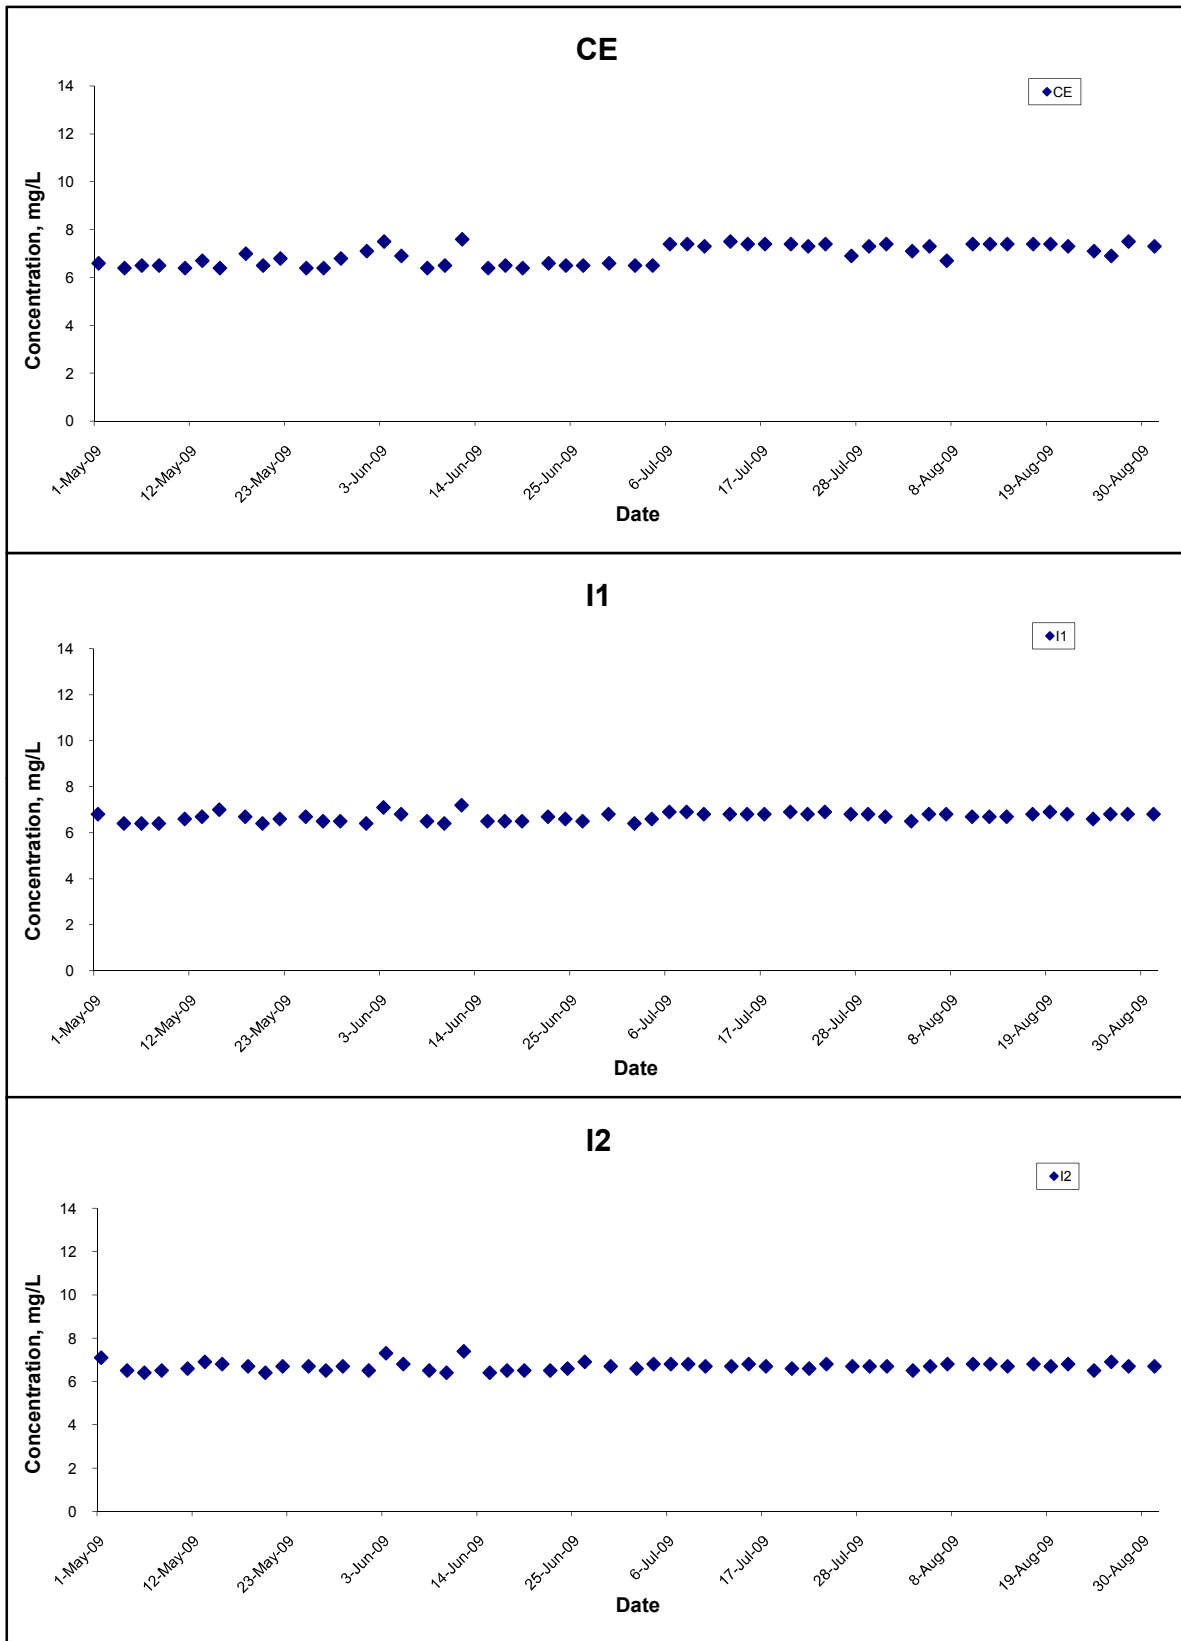 CE
CE
14
12
10
8
6
4
2
0
Concentration, mg/L
1-May-09
12-May-09
23-May-09
3-Jun-09
14-Jun-09
25-Jun-09
6-Jul-09
17-Jul-09
28-Jul-09
8-Aug-09
19-Aug-09
30-Aug-09
Date
I1
I1
14
12
10
8
6
4
2
0
Concentration, mg/L
1-May-09
12-May-09
23-May-09
3-Jun-09
14-Jun-09
25-Jun-09
6-Jul-09
17-Jul-09
28-Jul-09
8-Aug-09
19-Aug-09
30-Aug-09
Date
I2
I2
14
12
10
8
6
4
2
0
Concentration, mg/L
1-May-09
12-May-09
23-May-09
3-Jun-09
14-Jun-09
25-Jun-09
6-Jul-09
17-Jul-09
28-Jul-09
8-Aug-09
19-Aug-09
30-Aug-09
Date